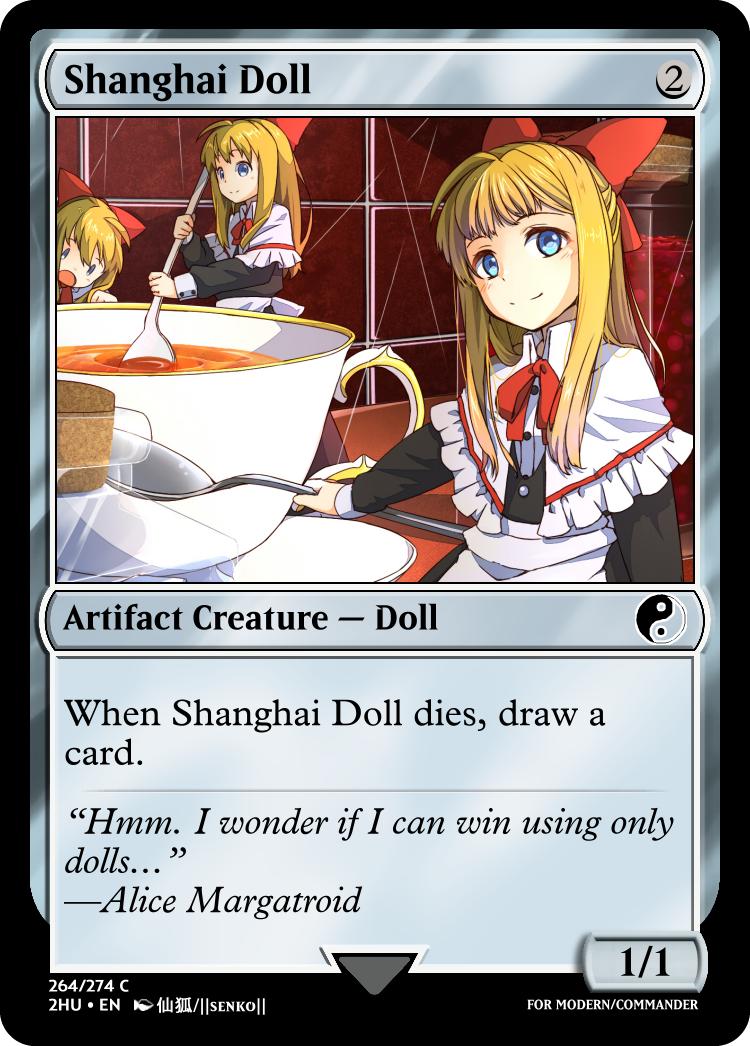 Shanghai Doll 2
Artifact Creature — Doll
When Shanghai Doll dies, draw a
card.
“Hmm. I wonder if I can win using only
dolls…”
—Alice Margatroid
1/1
264/274 C
2HU • EN 仙狐/||SENKO||
FOR MODERN/COMMANDER